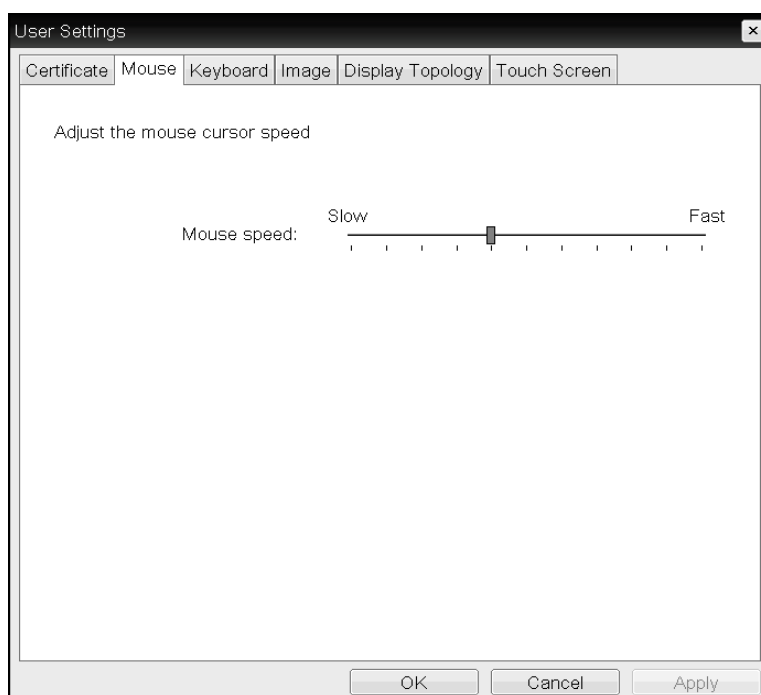 User Settings
Certificate Mouse Keyboard Image Display Topology Touch Screen
Adjust the mouse cursor speed
Slow Fast
Mouse speed:
OK Cancel Apply